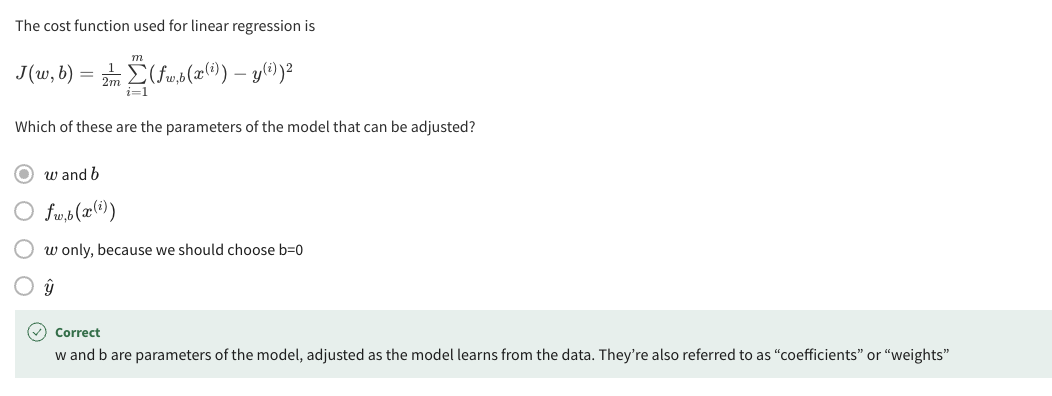 The cost function used for linear regression is
J(w, b) = \frac{1}{2m} \sum_{i=1}^{m} (f_{w,b}(x^{(i)}) − y^{(i)})^2
Which of these are the parameters of the model that can be adjusted?
w and b
f_{w,b}(x^{(i)})
w only, because we should choose b=0
ŷ
Correct
w and b are parameters of the model, adjusted as the model learns from the data. They’re also referred to as “coefficients” or “weights”